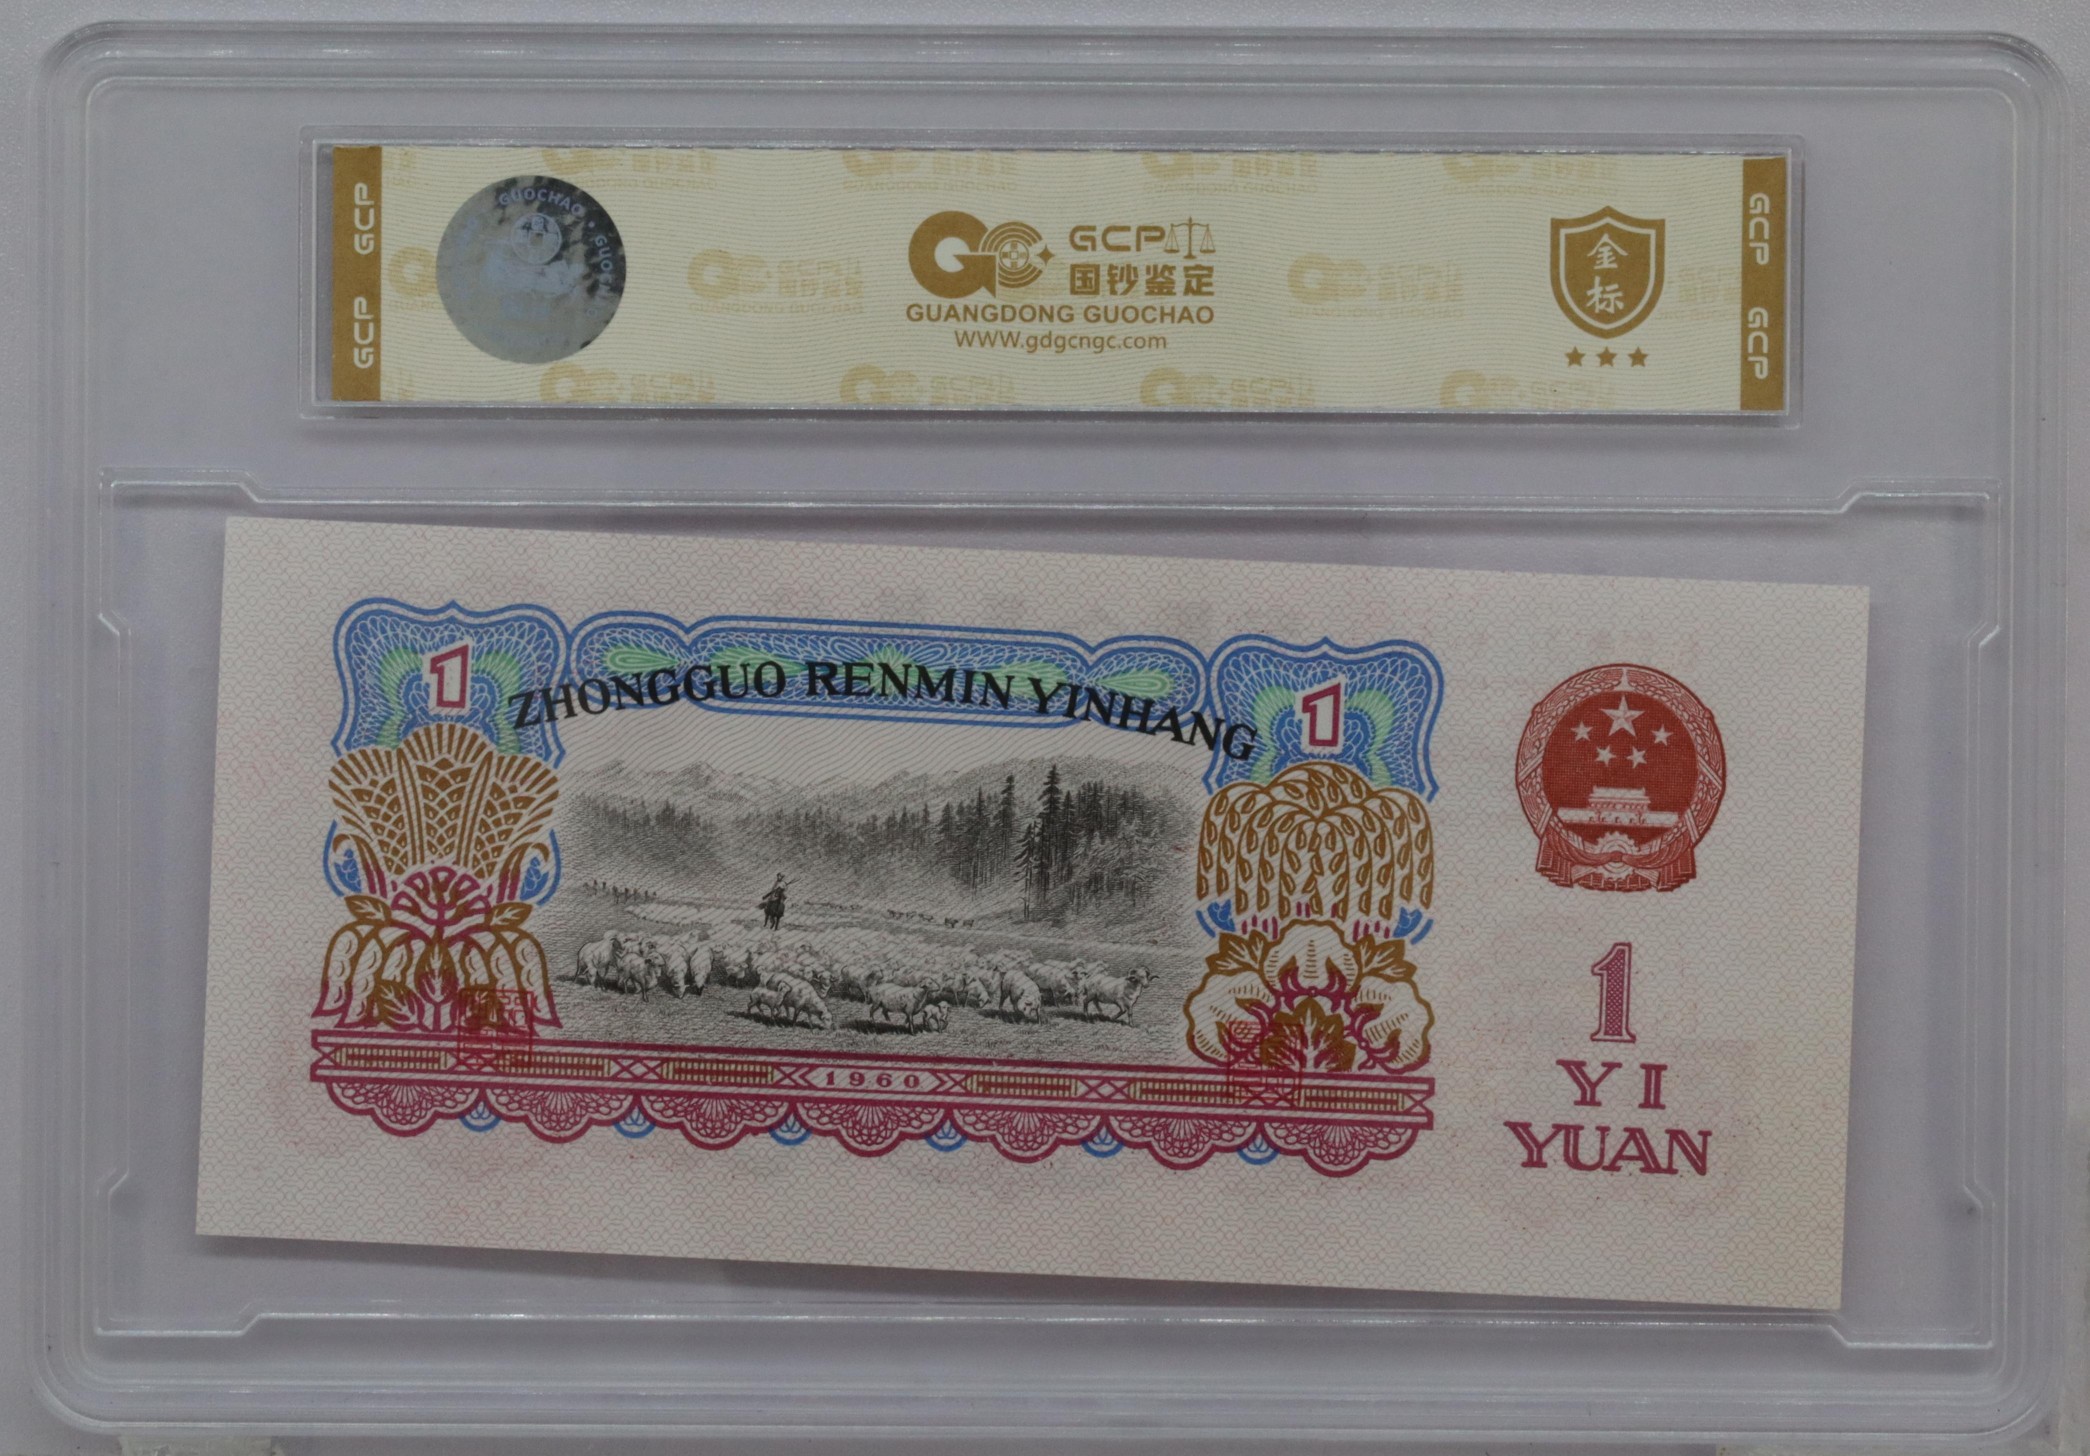 GCP
GCP
GUOCHAO • GUOC
GCP
国钞鉴定
GUANGDONG GUOCHAO
WWW.gdgcngc.com
金
标
GCP
GCP
1
ZHONGGUO RENMIN YINHANG
1
1960
1
YI
YUAN